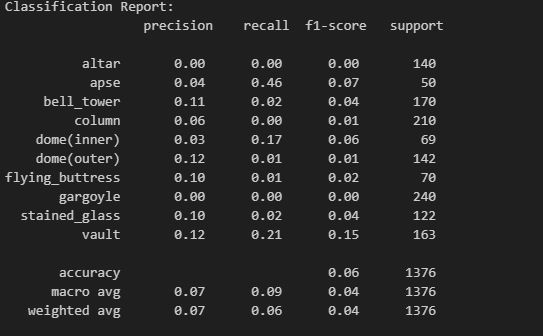 Classification Report:
precision recall f1-score support
altar 0.00 0.00 0.00 140
apse 0.04 0.46 0.07 50
bell_tower 0.11 0.02 0.04 170
column 0.06 0.00 0.01 210
dome(inner) 0.03 0.17 0.06 69
dome(outer) 0.12 0.01 0.01 142
flying_buttress 0.10 0.01 0.02 70
gargoyle 0.00 0.00 0.00 240
stained_glass 0.10 0.02 0.04 122
vault 0.12 0.21 0.15 163
accuracy 0.06 1376
macro avg 0.07 0.09 0.04 1376
weighted avg 0.07 0.06 0.04 1376